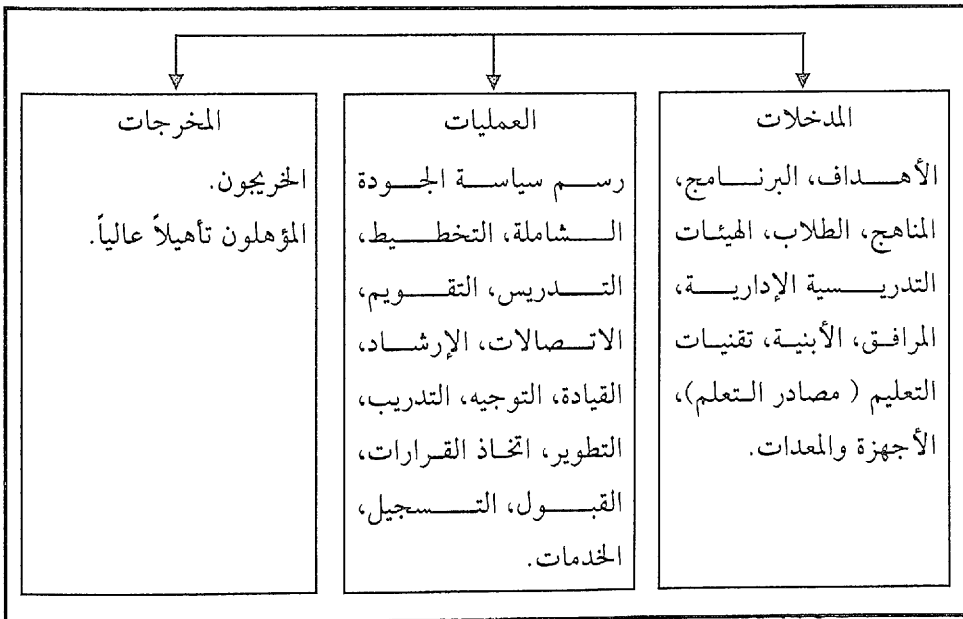 المدخلات
الأهداف، البرنامج،
المناهج، الطلاب، الهيئات
التدريسية الإدارية،
المرافق، الأبنية، تقنيات
التعليم ( مصادر التعلم)،
الأجهزة والمعدات.
العمليات
رسم سياسة الجودة
الشاملة، التخطيط،
التدريس، التقويم،
الاتصالات، الإرشاد،
القيادة، التوجيه، التدريب،
التطوير، اتخاذ القرارات،
القبول، التسجيل،
الخدمات.
المخرجات
الخريجون.
المؤهلون تأهيلاً عالياً.